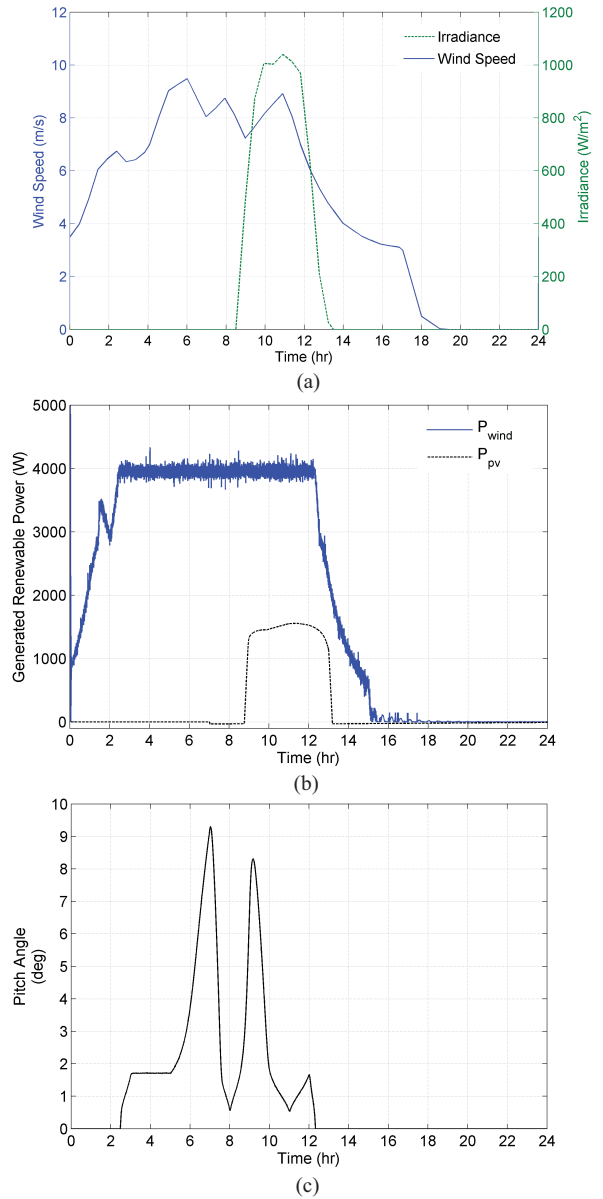 12
10
8
6
4
2
0
Wind Speed (m/s)
Irradiance
Wind Speed
1200
1000
800
600
400
200
0
Irradiance (W/m²)
0 2 4 6 8 10 12 14 16 18 20 22 24
Time (hr)
(a)
5000
4000
3000
2000
1000
0
Generated Renewable Power (W)
P_wind
P_pv
0 2 4 6 8 10 12 14 16 18 20 22 24
Time (hr)
(b)
10
9
8
7
6
5
4
3
2
1
0
Pitch Angle
(deg)
0 2 4 6 8 10 12 14 16 18 20 22 24
Time (hr)
(c)